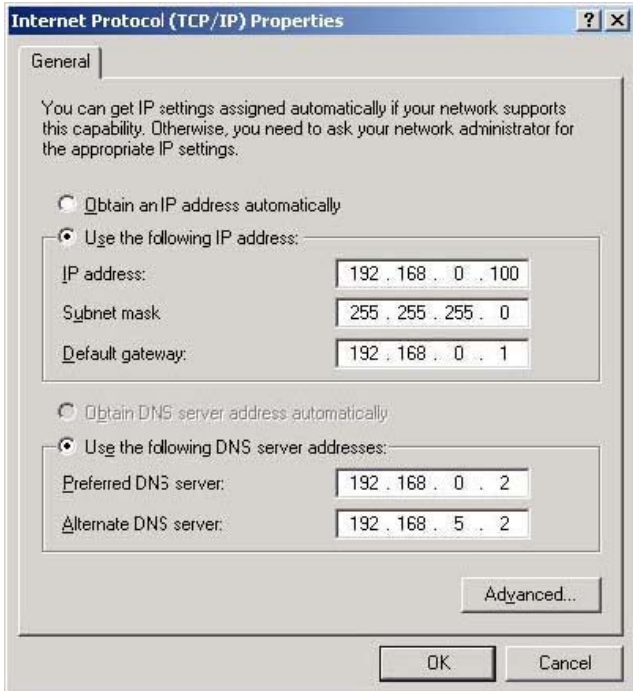 Internet Protocol (TCP/IP) Properties
General
You can get IP settings assigned automatically if your network supports
this capability. Otherwise, you need to ask your network administrator for
the appropriate IP settings.
Obtain an IP address automatically
Use the following IP address:
IP address: 192 . 168 . 0 . 100
Subnet mask 255 . 255 . 255 . 0
Default gateway: 192 . 168 . 0 . 1
Obtain DNS server address automatically
Use the following DNS server addresses:
Preferred DNS server: 192 . 168 . 0 . 2
Alternate DNS server: 192 . 168 . 5 . 2
Advanced...
OK Cancel